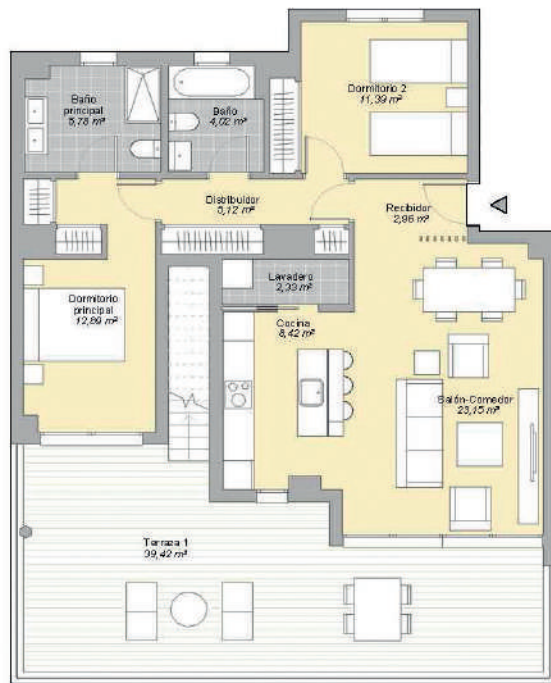 Baño
principal
5,78 m²
Baño
4,02 m²
Dormitorio 2
11,39 m²
Distribuidor
5,12 m²
Recibidor
2,96 m²
Lavadero
2,33 m²
Dormitorio
principal
12,89 m²
Cocina
8,42 m²
Salón-Comedor
23,15 m²
Terraza 1
39,42 m²